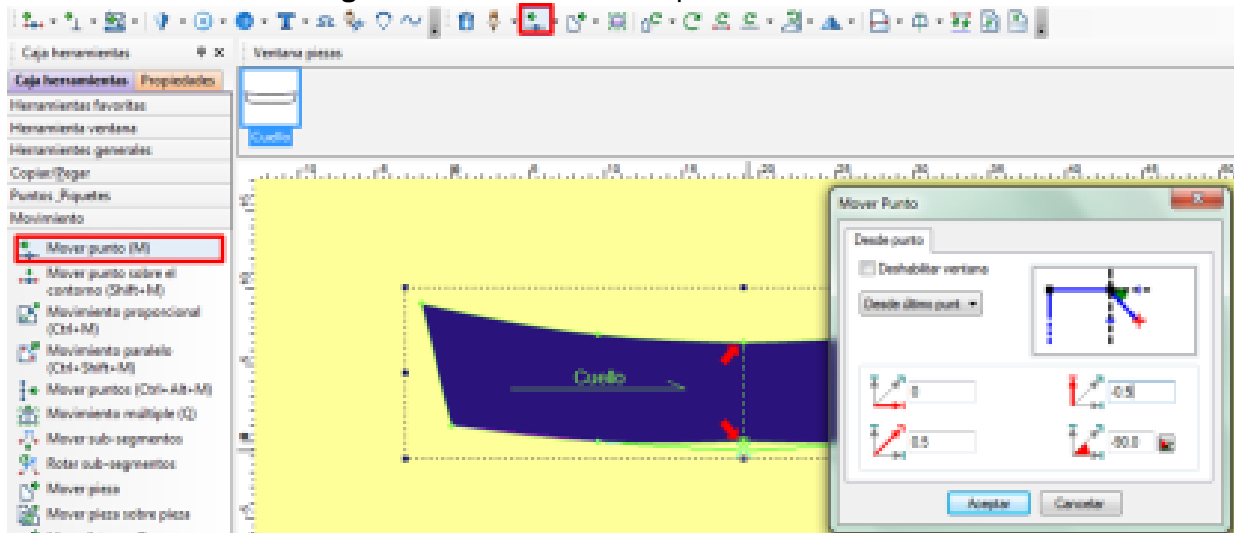 Caja herramientas
Ventana piezas
Caja herramientas Propiedades
Herramientas favoritas
Herramienta ventana
Herramientas generales
Copiar/Pegar
Puntos_Piquetes
Movimiento
Mover punto (M)
Mover punto sobre el
contorno (Shift+M)
Movimiento proporcional
(Ctrl+M)
Movimiento paralelo
(Ctrl+Shift+M)
Mover puntos (Ctrl+Alt+M)
Movimiento multiple (Q)
Mover sub-segmentos
Rotar sub-segmentos
Mover pieza
Mover pieza sobre pieza
Cuello
Cuello
Mover Punto
Desde punto
Deshabilitar ventana
Desde último punt
0
-0.5
0.5
-90.0
Aceptar
Cancelar